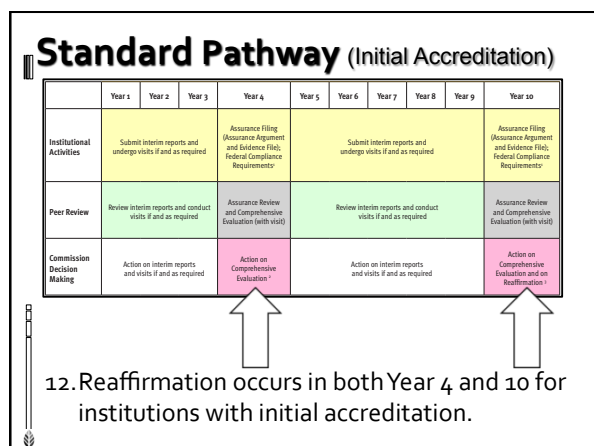 Standard Pathway (Initial Accreditation)
Year 1 Year 2 Year 3 Year 4 Year 5 Year 6 Year 7 Year 8 Year 9 Year 10
Institutional
Activities
Submit interim reports and
undergo visits if and as required
Assurance Filing
(Assurance Argument
and Evidence File);
Federal Compliance
Requirements¹
Submit interim reports and
undergo visits if and as required
Assurance Filing
(Assurance Argument
and Evidence File);
Federal Compliance
Requirements¹
Peer Review
Review interim reports and conduct
visits if and as required
Assurance Review
and Comprehensive
Evaluation (with visit)
Review interim reports and conduct
visits if and as required
Assurance Review
and Comprehensive
Evaluation (with visit)
Commission
Decision
Making
Action on interim reports
and visits if and as required
Action on
Comprehensive
Evaluation ²
Action on interim reports
and visits if and as required
Action on
Comprehensive
Evaluation and on
Reaffirmation ³
12. Reaffirmation occurs in both Year 4 and 10 for
institutions with initial accreditation.